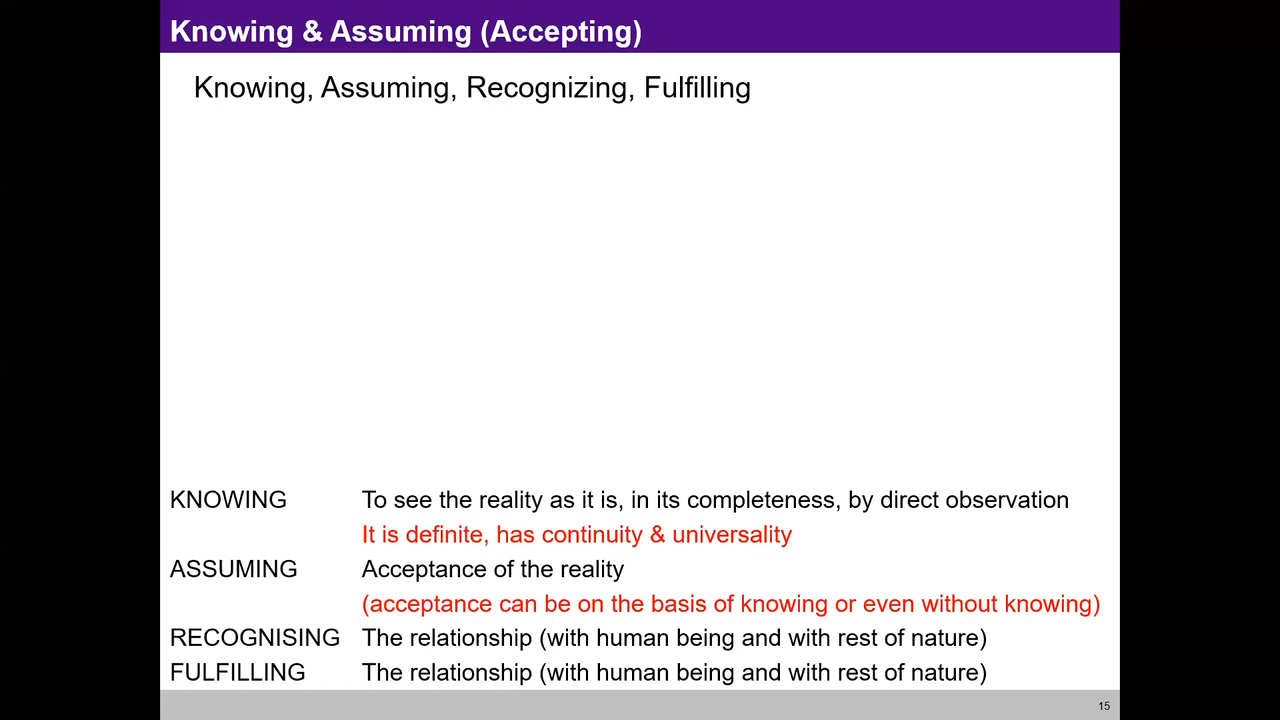 Knowing & Assuming (Accepting)
Knowing, Assuming, Recognizing, Fulfilling
KNOWING To see the reality as it is, in its completeness, by direct observation
It is definite, has continuity & universality
ASSUMING Acceptance of the reality
(acceptance can be on the basis of knowing or even without knowing)
RECOGNISING The relationship (with human being and with rest of nature)
FULFILLING The relationship (with human being and with rest of nature)
15